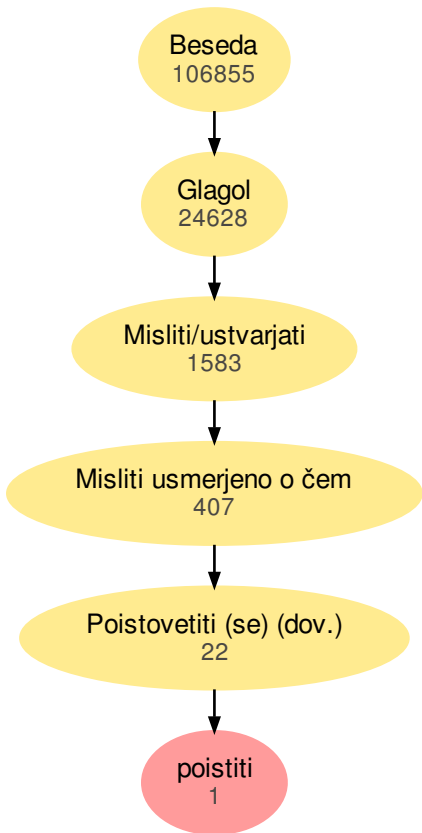 Beseda
106855
Glagol
24628
Misliti/ustvarjati
1583
Misliti usmerjeno o čem
407
Poistovetiti (se) (dov.)
22
poistiti
1